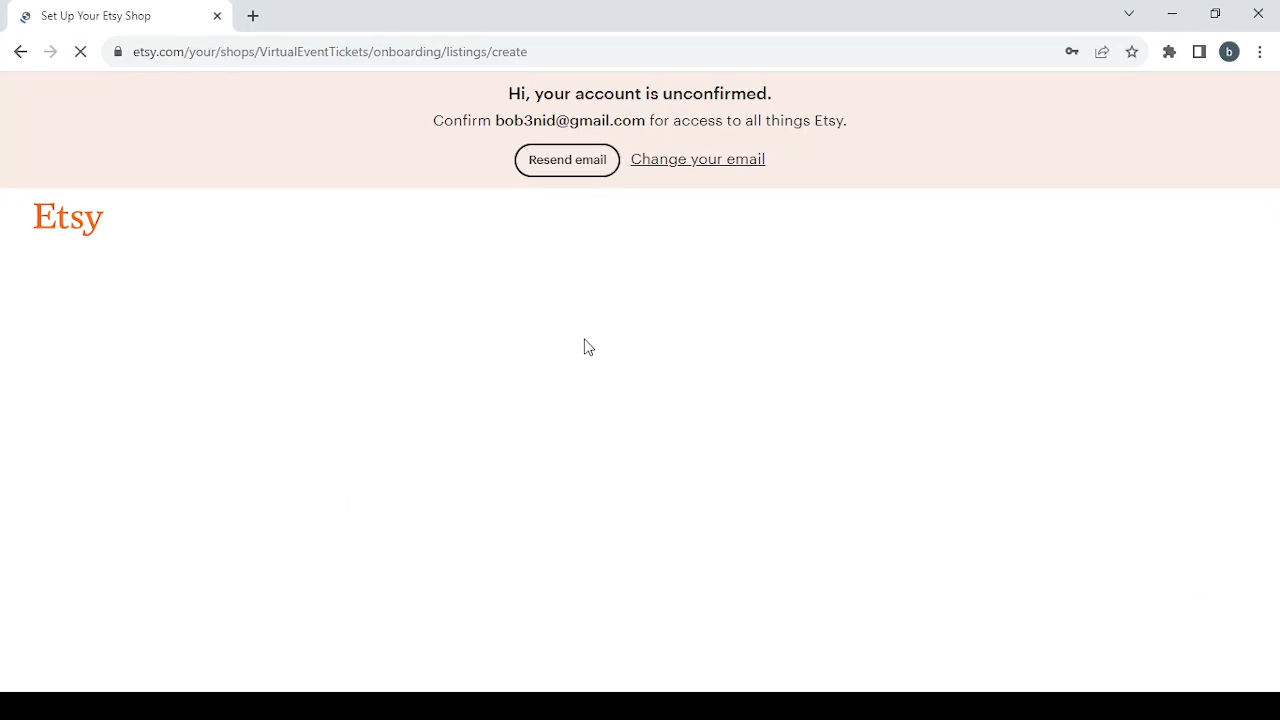 Set Up Your Etsy Shop
etsy.com/your/shops/VirtualEventTickets/onboarding/listings/create
b
Hi, your account is unconfirmed.
Confirm bob3nid@gmail.com for access to all things Etsy.
Resend email
Change your email
Etsy